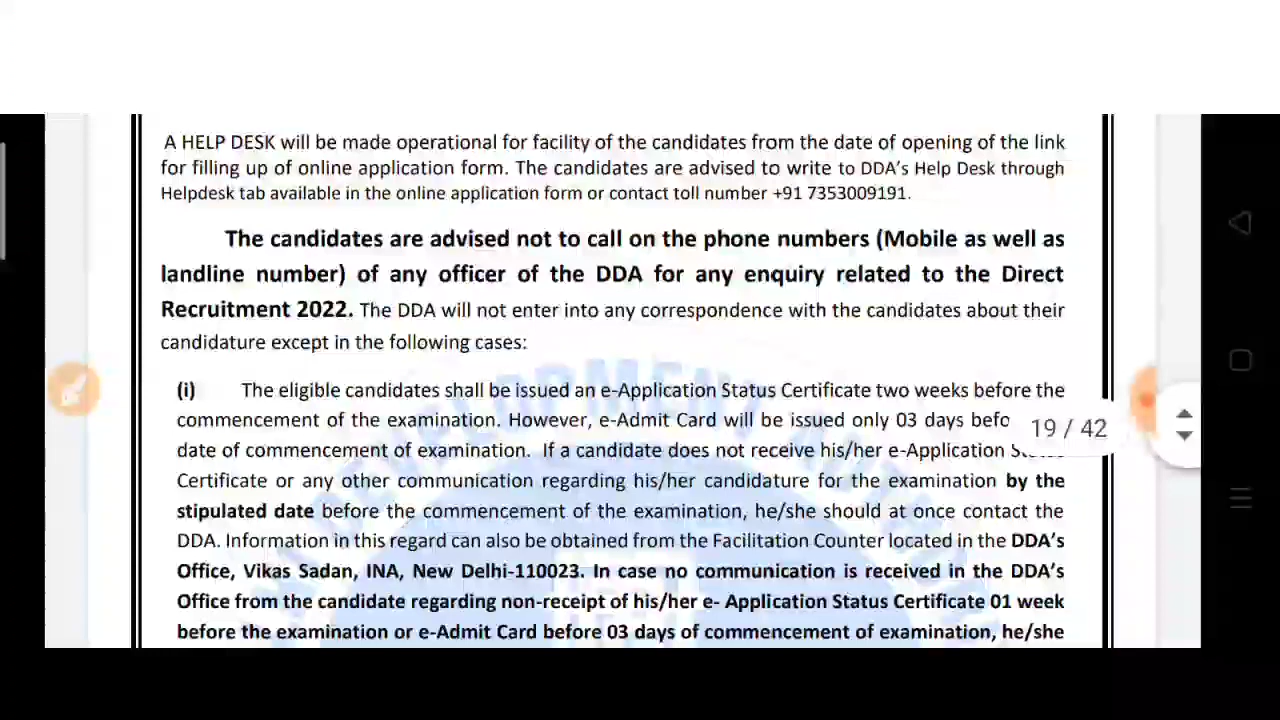 A HELP DESK will be made operational for facility of the candidates from the date of opening of the link
for filling up of online application form. The candidates are advised to write to DDA's Help Desk through
Helpdesk tab available in the online application form or contact toll number +91 7353009191.
The candidates are advised not to call on the phone numbers (Mobile as well as
landline number) of any officer of the DDA for any enquiry related to the Direct
Recruitment 2022. The DDA will not enter into any correspondence with the candidates about their
candidature except in the following cases:
(i) The eligible candidates shall be issued an e-Application Status Certificate two weeks before the
commencement of the examination. However, e-Admit Card will be issued only 03 days befo
19 / 42
date of commencement of examination. If a candidate does not receive his/her e-Application
Certificate or any other communication regarding his/her candidature for the examination by the
stipulated date before the commencement of the examination, he/she should at once contact the
DDA. Information in this regard can also be obtained from the Facilitation Counter located in the DDA's
Office, Vikas Sadan, INA, New Delhi-110023. In case no communication is received in the DDA's
Office from the candidate regarding non-receipt of his/her e- Application Status Certificate 01 week
before the examination or e-Admit Card before 03 days of commencement of examination, he/she